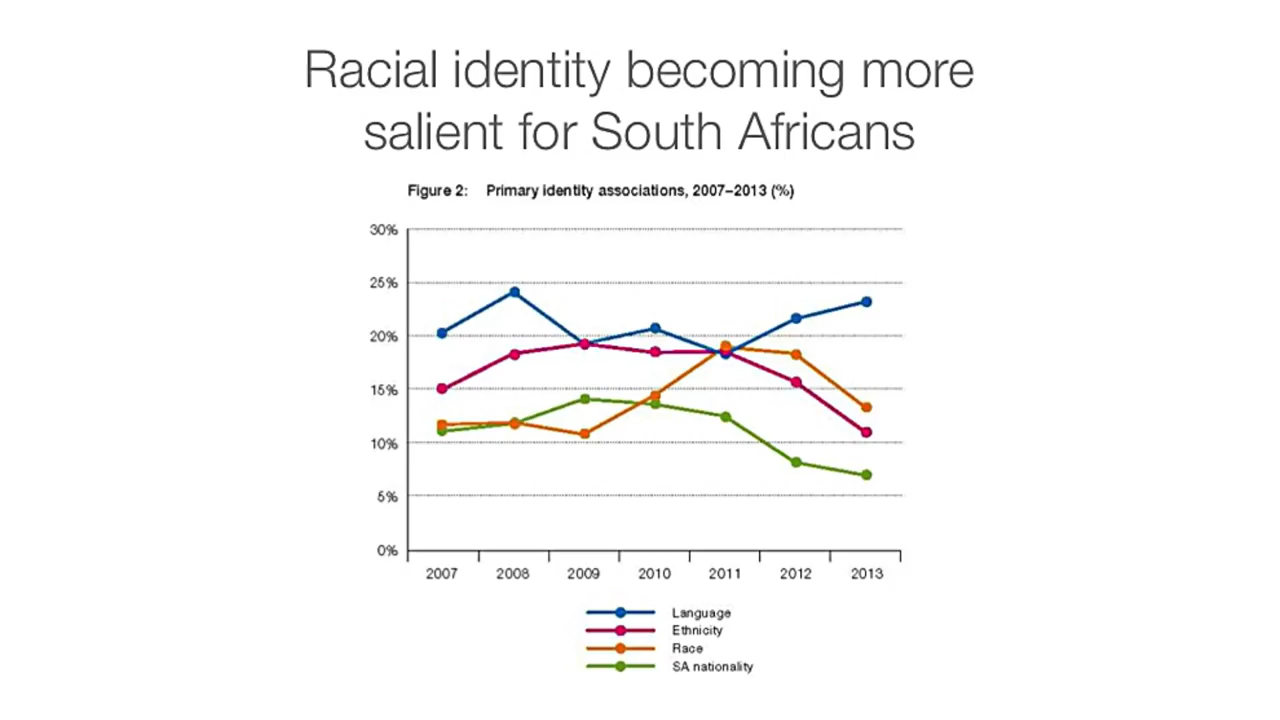 Racial identity becoming more
salient for South Africans
Figure 2: Primary identity associations, 2007–2013 (%)
30%
25%
20%
15%
10%
5%
0%
2007 2008 2009 2010 2011 2012 2013
Language
Ethnicity
Race
SA nationality